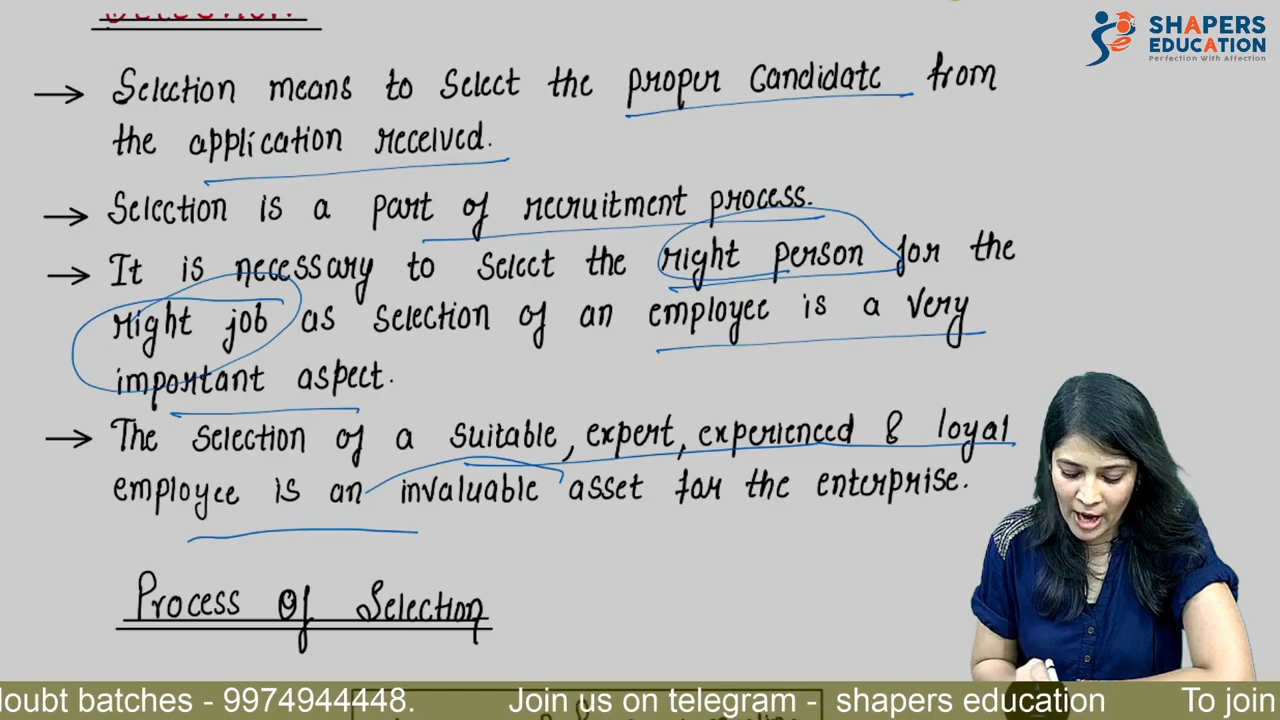 SELECTION
SHAPERS
EDUCATION
Perfection With Affection
→ Selection means to select the proper candidate from
the application received.
→ Selection is a part of recruitment process.
→ It is necessary to select the right person for the
right job as selection of an employee is a very
important aspect.
→ The selection of a suitable, expert, experienced & loyal
employee is an invaluable asset for the enterprise.
Process Of Selection
doubt batches - 9974944448. Join us on telegram - shapers education To join